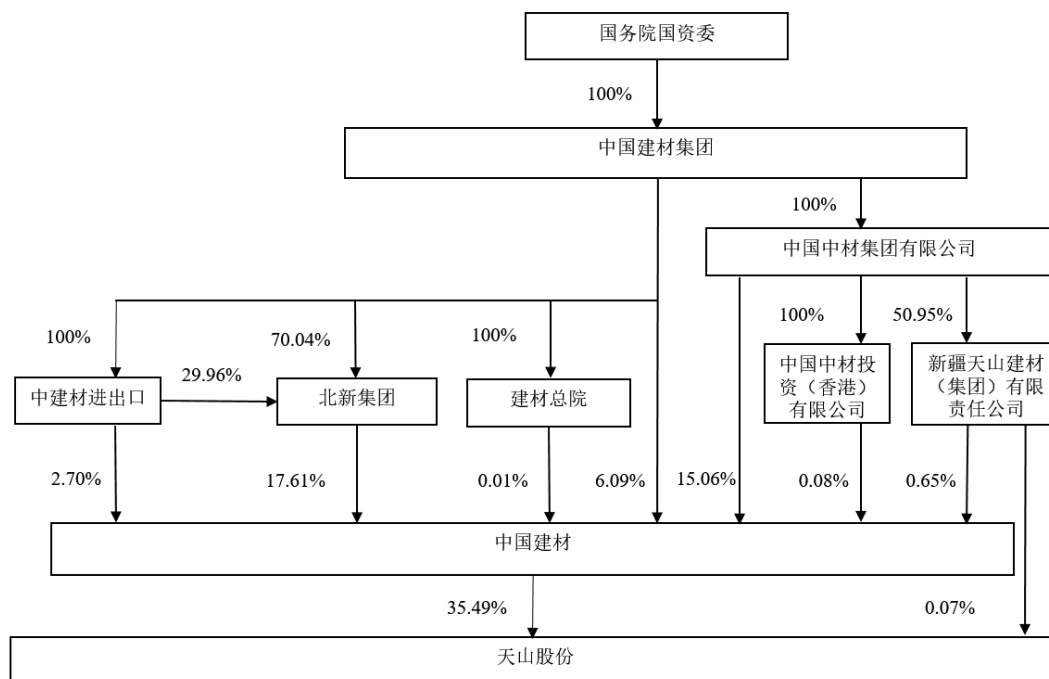 国务院国资委
100%
中国建材集团
100%
中国中材集团有限公司
100%
70.04%
100%
100%
50.95%
29.96%
中建材进出口
北新集团
建材总院
中国中材投
资（香港）
有限公司
新疆天山建材
（集团）有限
责任公司
2.70%
17.61%
0.01%
6.09%
15.06%
0.08%
0.65%
中国建材
35.49%
0.07%
天山股份